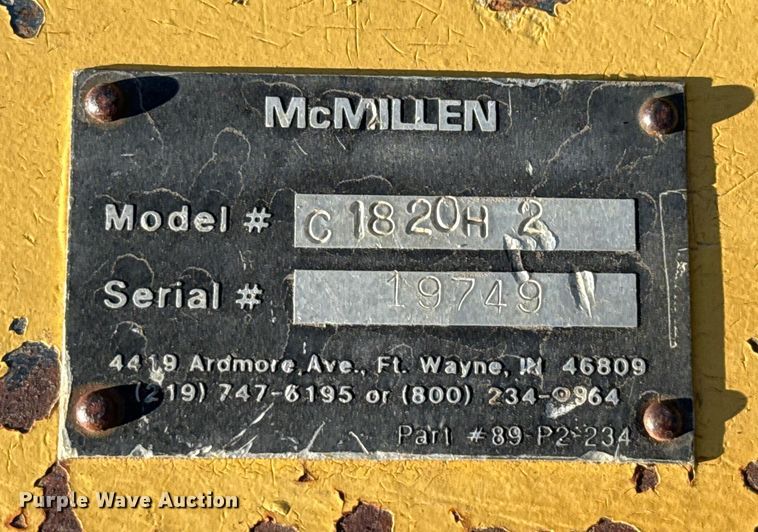 McMILLEN
Model # C 1820H 2
Serial # 19749
4419 Ardmore, Ave., Ft. Wayne, IN 46809
(219) 747-6195 or (800) 234-0964
Part #89-P2-234
Purple Wave Auction